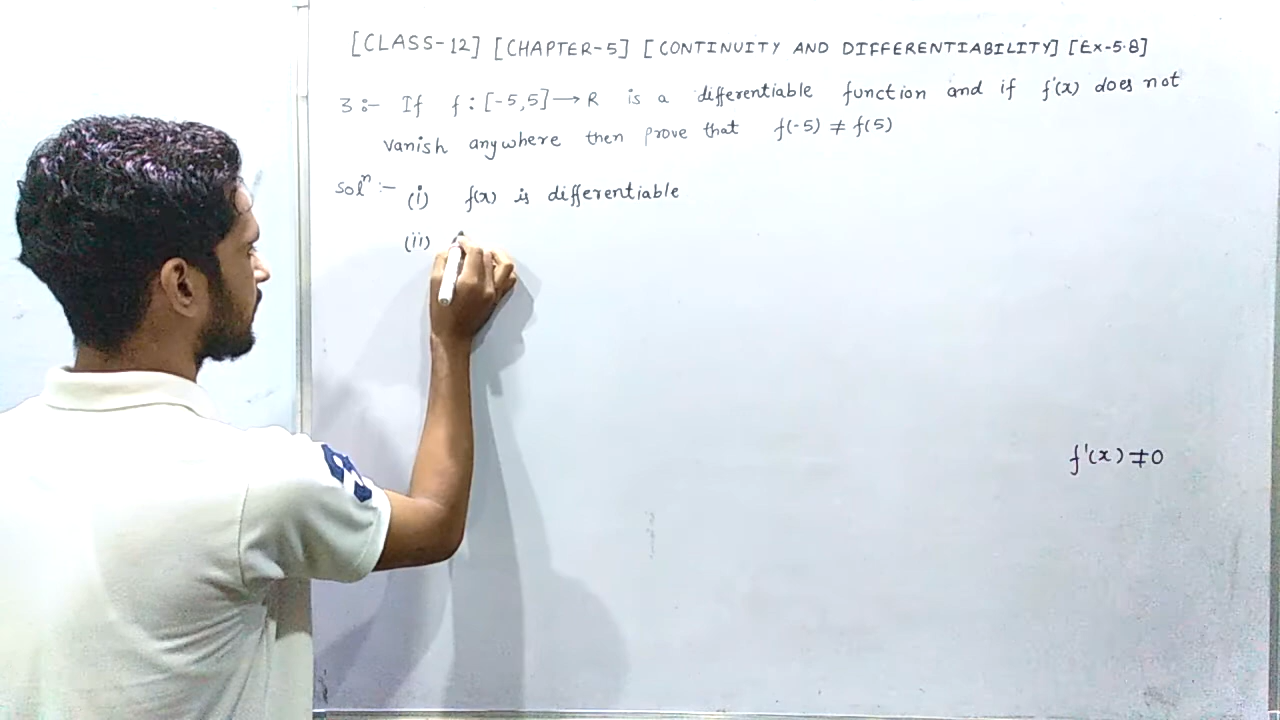 [CLASS-12] [CHAPTER-5] [CONTINUITY AND DIFFERENTIABILITY] [Ex-5.8]
3:- If f : [-5,5] → R is a differentiable function and if f'(x) does not
vanish anywhere then prove that f(-5) ≠ f(5)
Solⁿ :- (i) f(x) is differentiable
(ii)
f'(x) ≠ 0